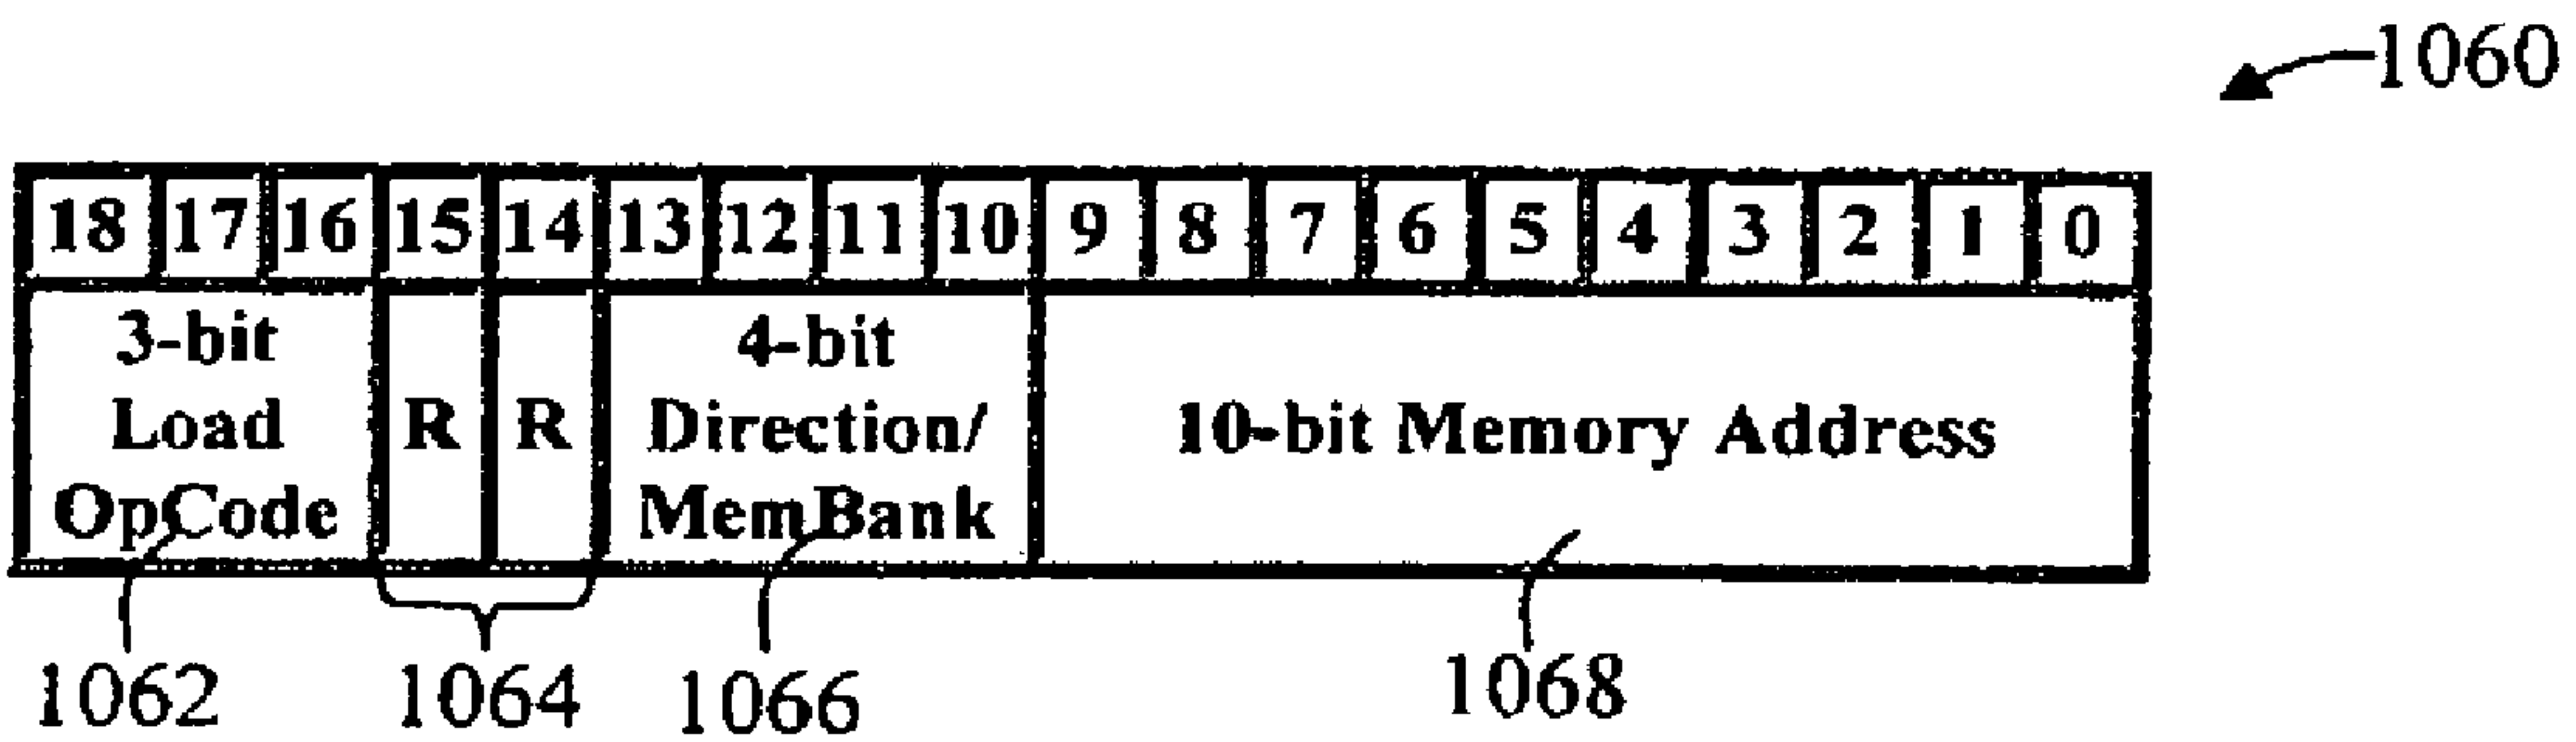 1060
18 17 16 15 14 13 12 11 10 9 8 7 6 5 4 3 2 1 0
3-bit
Load
OpCode
R
R
4-bit
Direction/
MemBank
10-bit Memory Address
1062
1064
1066
1068